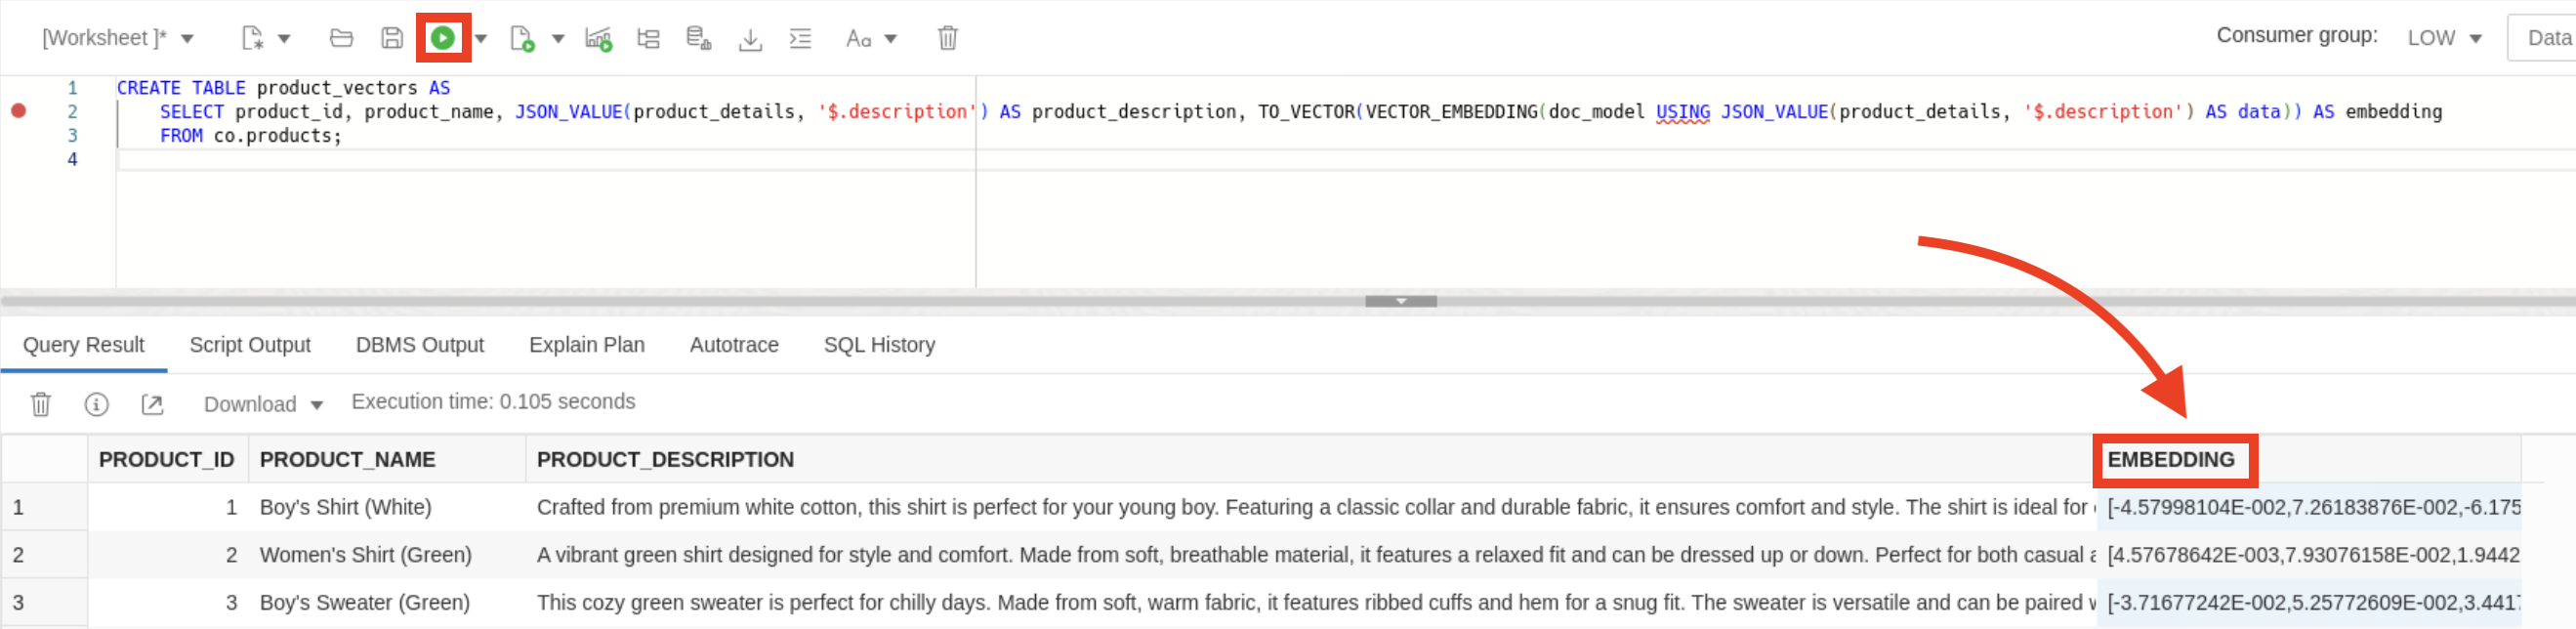 [Worksheet ]* Aa Consumer group: LOW Data
1 CREATE TABLE product_vectors AS
2 SELECT product_id, product_name, JSON_VALUE(product_details, '$.description') AS product_description, TO_VECTOR(VECTOR_EMBEDDING(doc_model USING JSON_VALUE(product_details, '$.description') AS data)) AS embedding
3 FROM co.products;
4
Query Result Script Output DBMS Output Explain Plan Autotrace SQL History
Download Execution time: 0.105 seconds
PRODUCT_ID PRODUCT_NAME PRODUCT_DESCRIPTION EMBEDDING
1 1 Boy's Shirt (White) Crafted from premium white cotton, this shirt is perfect for your young boy. Featuring a classic collar and durable fabric, it ensures comfort and style. The shirt is ideal for [-4.57998104E-002,7.26183876E-002,-6.175
2 2 Women's Shirt (Green) A vibrant green shirt designed for style and comfort. Made from soft, breathable material, it features a relaxed fit and can be dressed up or down. Perfect for both casual a [4.57678642E-003,7.93076158E-002,1.9442
3 3 Boy's Sweater (Green) This cozy green sweater is perfect for chilly days. Made from soft, warm fabric, it features ribbed cuffs and hem for a snug fit. The sweater is versatile and can be paired [-3.71677242E-002,5.25772609E-002,3.441